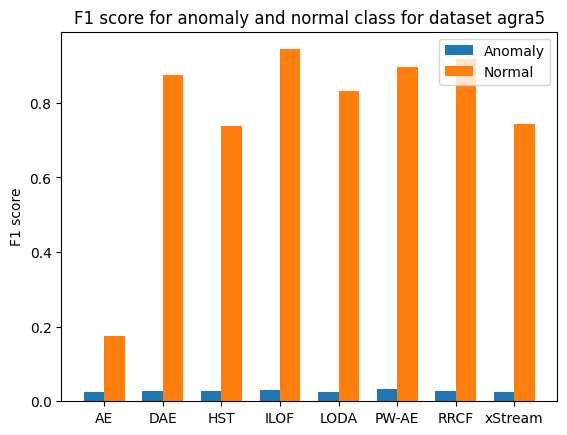 F1 score for anomaly and normal class for dataset agra5
Anomaly
Normal
F1 score
0.8
0.6
0.4
0.2
0.0
AE DAE HST ILOF LODA PW-AE RRCF xStream